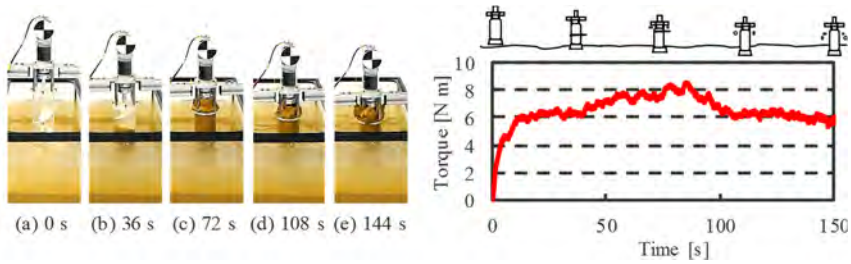 (a) 0 s
(b) 36 s
(c) 72 s
(d) 108 s
(e) 144 s
Torque [N m]
10
8
6
4
2
0
0
50
100
150
Time [s]